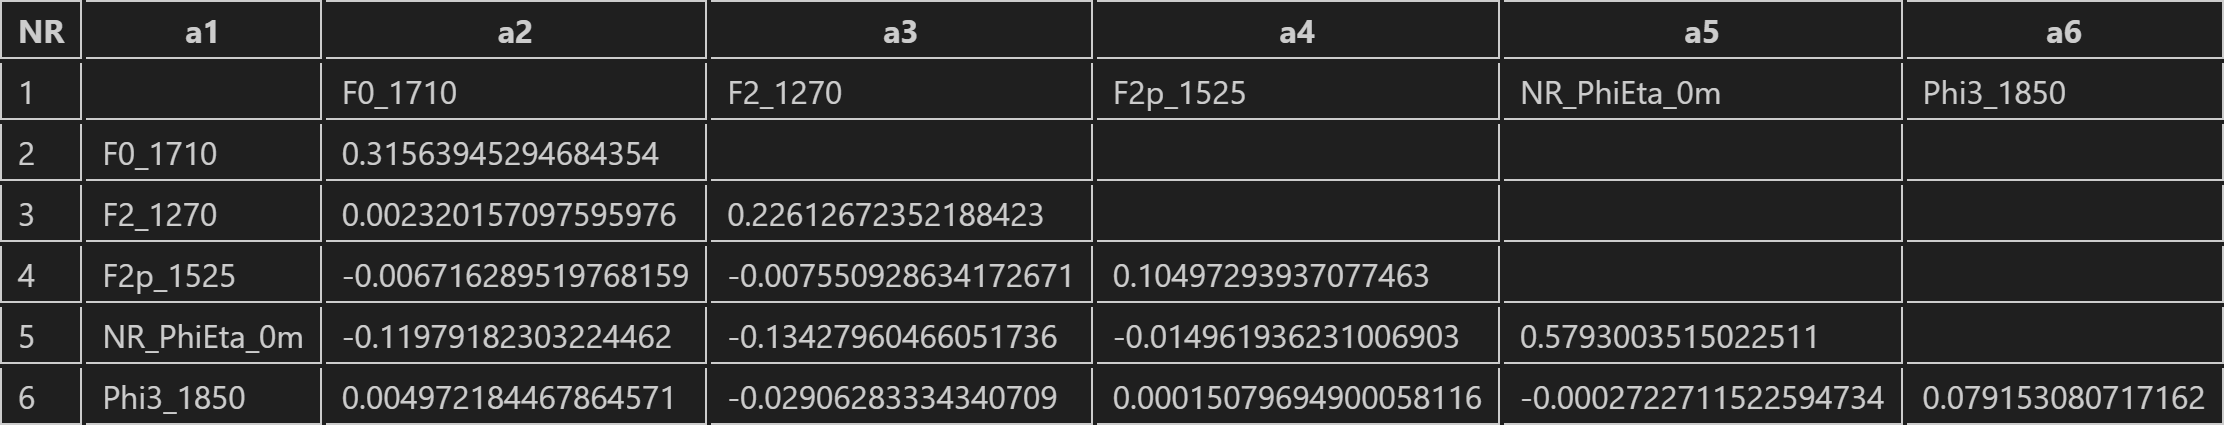 NR a1 a2 a3 a4 a5 a6
1 F0_1710 F2_1270 F2p_1525 NR_PhiEta_0m Phi3_1850
2 F0_1710 0.31563945294684354
3 F2_1270 0.002320157097595976 0.22612672352188423
4 F2p_1525 -0.006716289519768159 -0.007550928634172671 0.10497293937077463
5 NR_PhiEta_0m -0.11979182303224462 -0.13427960466051736 -0.014961936231006903 0.5793003515022511
6 Phi3_1850 0.004972184467864571 -0.02906283334340709 0.00015079694900058116 -0.0002722711522594734 0.079153080717162